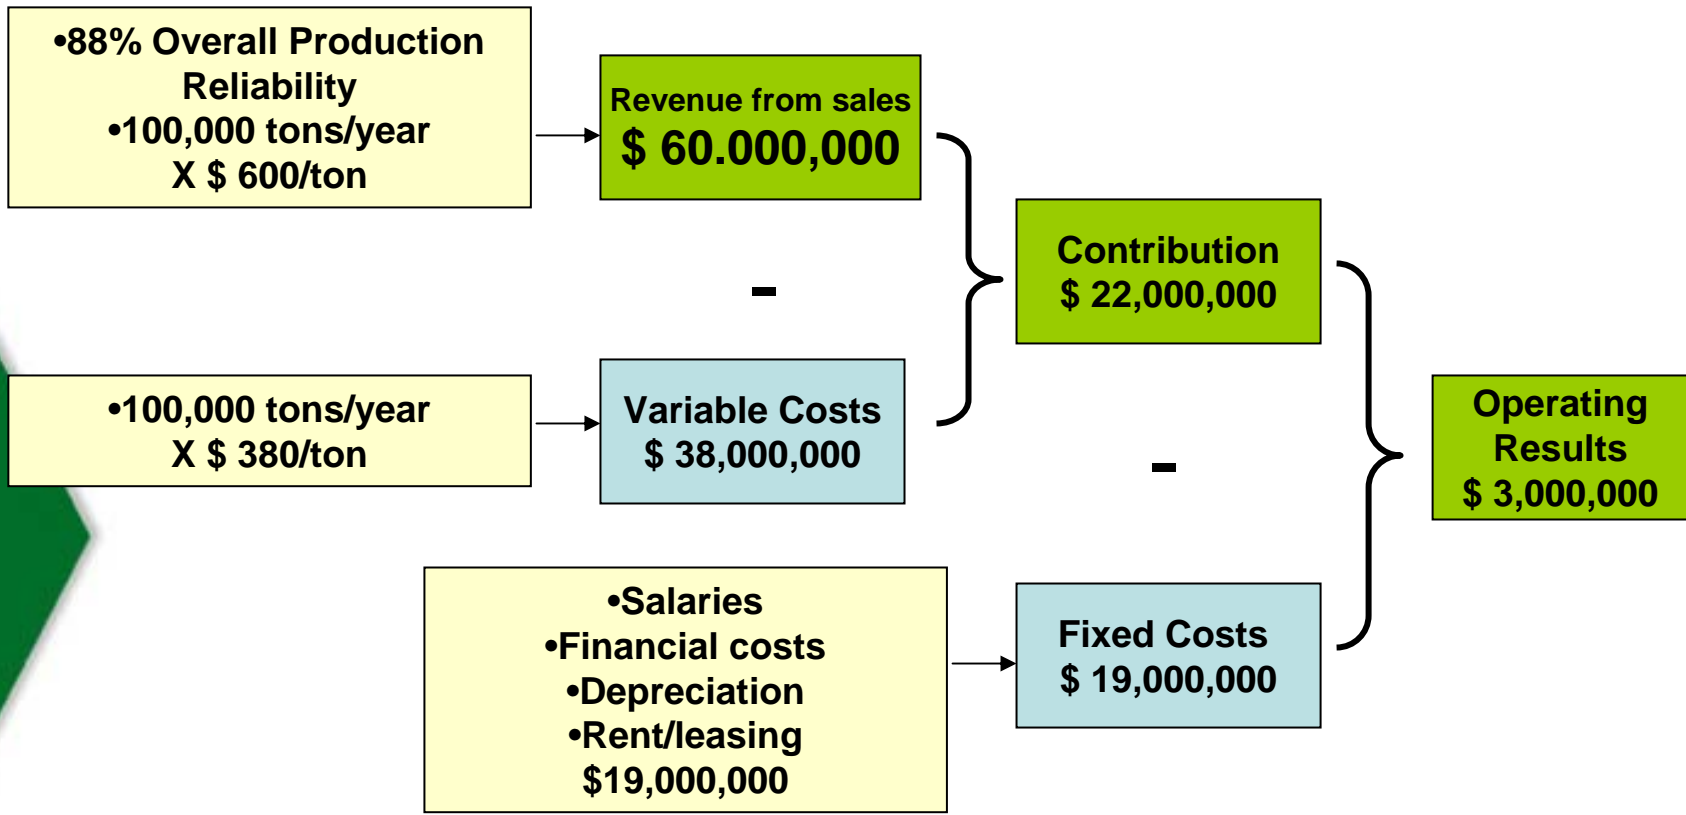 •88% Overall Production
Reliability
•100,000 tons/year
X $ 600/ton
Revenue from sales
$ 60.000,000
-
Contribution
$ 22,000,000
•100,000 tons/year
X $ 380/ton
Variable Costs
$ 38,000,000
-
Operating
Results
$ 3,000,000
•Salaries
•Financial costs
•Depreciation
•Rent/leasing
$19,000,000
Fixed Costs
$ 19,000,000